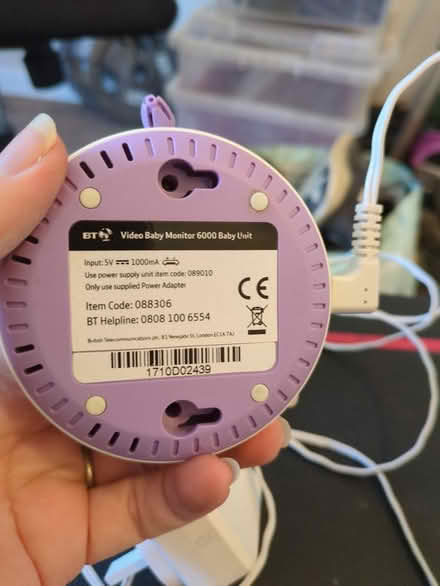 BT Video Baby Monitor 6000 Baby Unit
Input: 5V 1000mA
Use power supply unit item code: 089010
Only use supplied Power Adapter
Item Code: 088306
BT Helpline: 0808 100 6554
CE
British Telecommunications plc, 81 Newgate St, London EC1A 7AJ
1710D02439